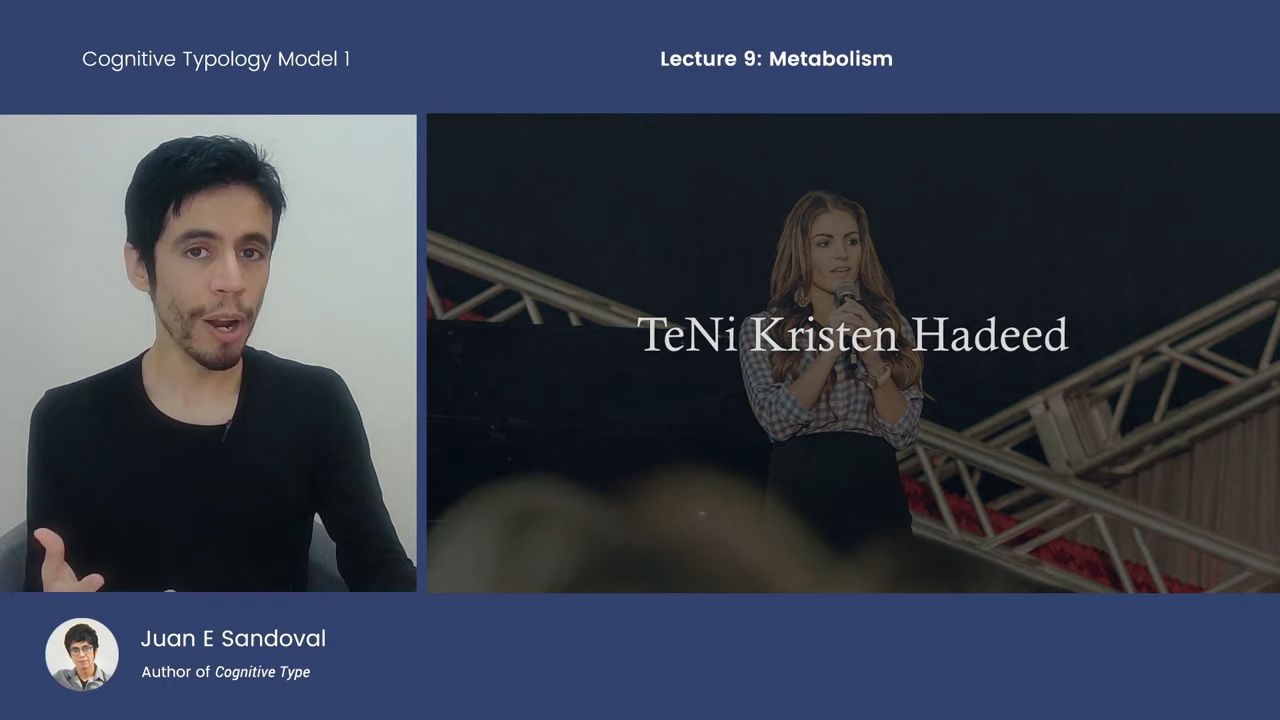 Cognitive Typology Model 1
Lecture 9: Metabolism
TeNi Kristen Hadeed
Juan E Sandoval
Author of Cognitive Type